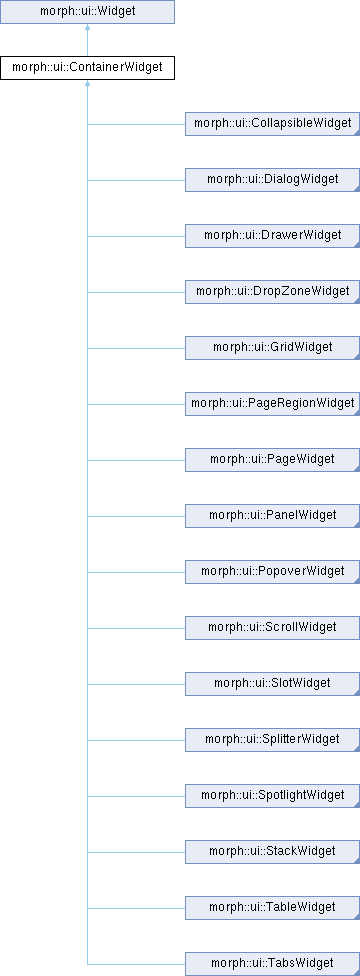 morph::ui::Widget
morph::ui::ContainerWidget
morph::ui::CollapsibleWidget
morph::ui::DialogWidget
morph::ui::DrawerWidget
morph::ui::DropZoneWidget
morph::ui::GridWidget
morph::ui::PageRegionWidget
morph::ui::PageWidget
morph::ui::PanelWidget
morph::ui::PopoverWidget
morph::ui::ScrollWidget
morph::ui::SlotWidget
morph::ui::SplitterWidget
morph::ui::SpotlightWidget
morph::ui::StackWidget
morph::ui::TableWidget
morph::ui::TabsWidget